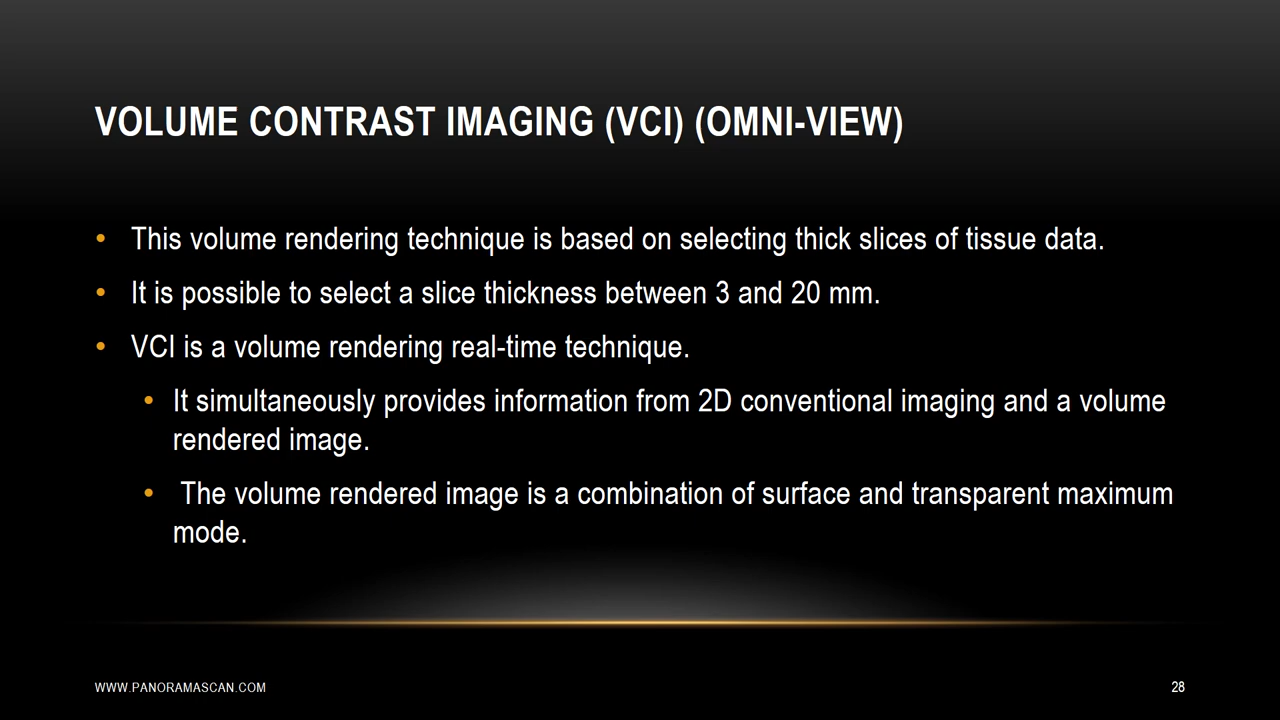 VOLUME CONTRAST IMAGING (VCI) (OMNI-VIEW)
• This volume rendering technique is based on selecting thick slices of tissue data.
• It is possible to select a slice thickness between 3 and 20 mm.
• VCI is a volume rendering real-time technique.
• It simultaneously provides information from 2D conventional imaging and a volume
rendered image.
• The volume rendered image is a combination of surface and transparent maximum
mode.
WWW.PANORAMASCAN.COM
28